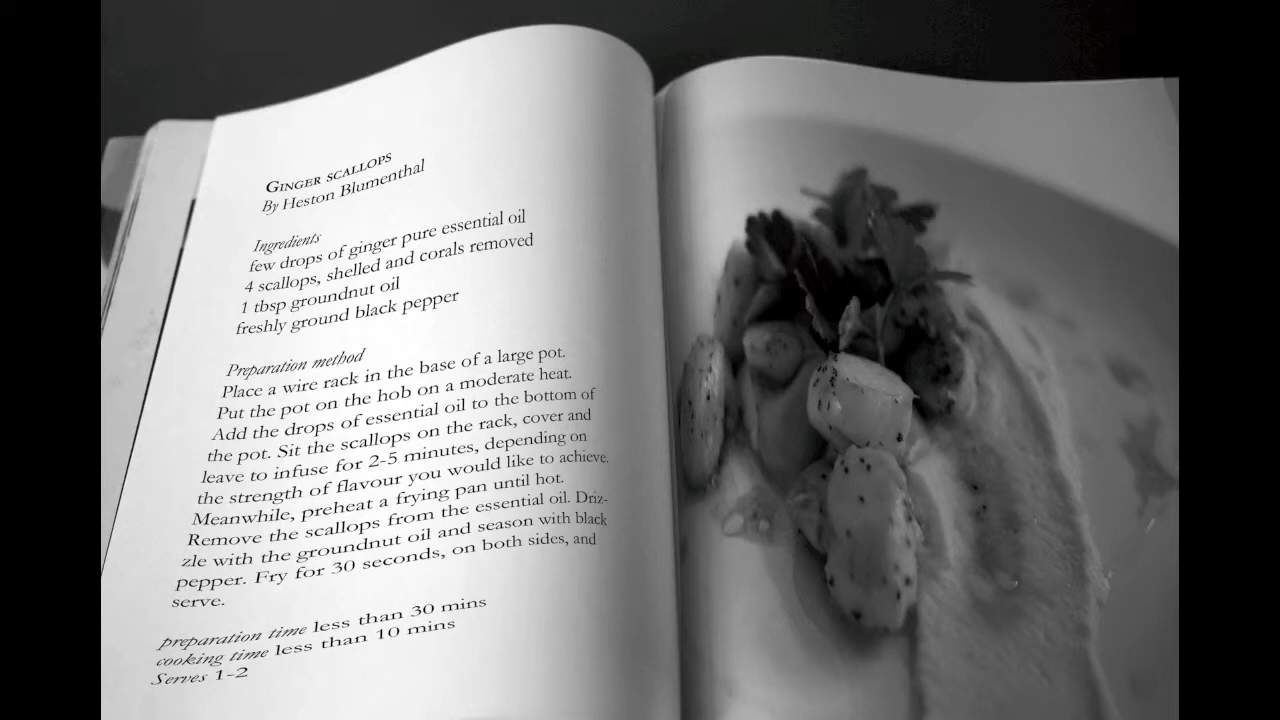 GINGER SCALLOPS
By Heston Blumenthal
Ingredients
few drops of ginger pure essential oil
4 scallops, shelled and corals removed
1 tbsp groundnut oil
freshly ground black pepper
Preparation method
Place a wire rack in the base of a large pot.
Put the pot on the hob on a moderate heat.
Add the drops of essential oil to the bottom of
the pot. Sit the scallops on the rack, cover and
leave to infuse for 2-5 minutes, depending on
the strength of flavour you would like to achieve.
Meanwhile, preheat a frying pan until hot.
Remove the scallops from the essential oil. Driz-
zle with the groundnut oil and season with black
pepper. Fry for 30 seconds, on both sides, and
serve.
preparation time less than 30 mins
cooking time less than 10 mins
Serves 1-2